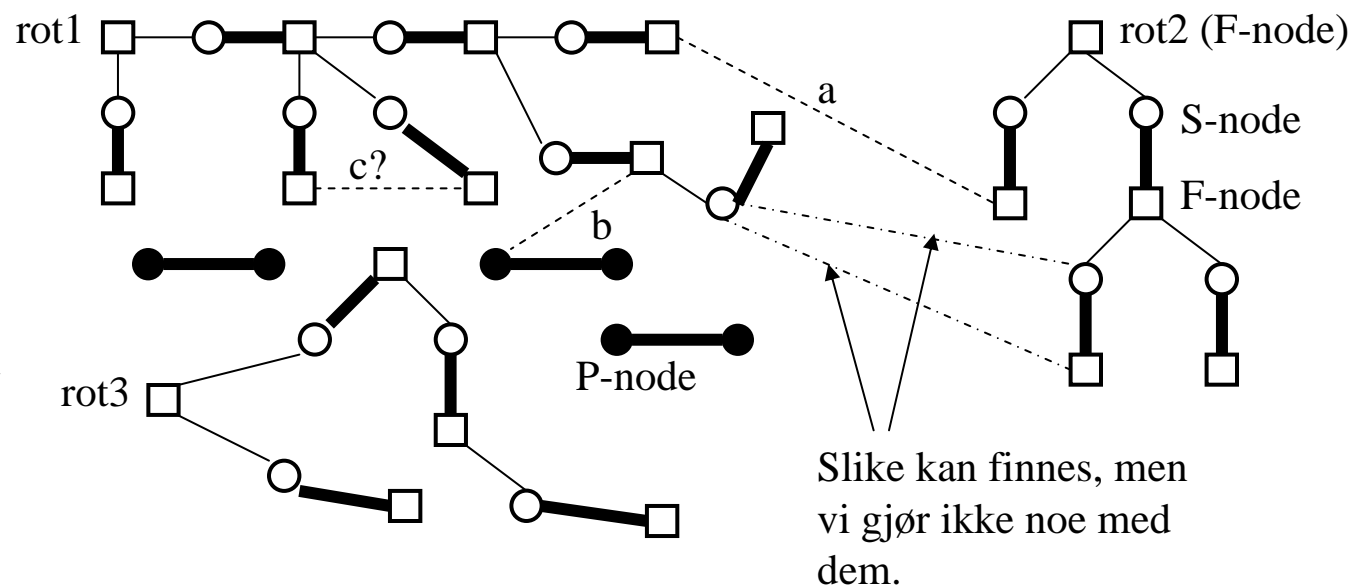 rot1
rot2 (F-node)
a
S-node
c?
F-node
b
P-node
rot3
Slike kan finnes, men
vi gjør ikke noe med
dem.